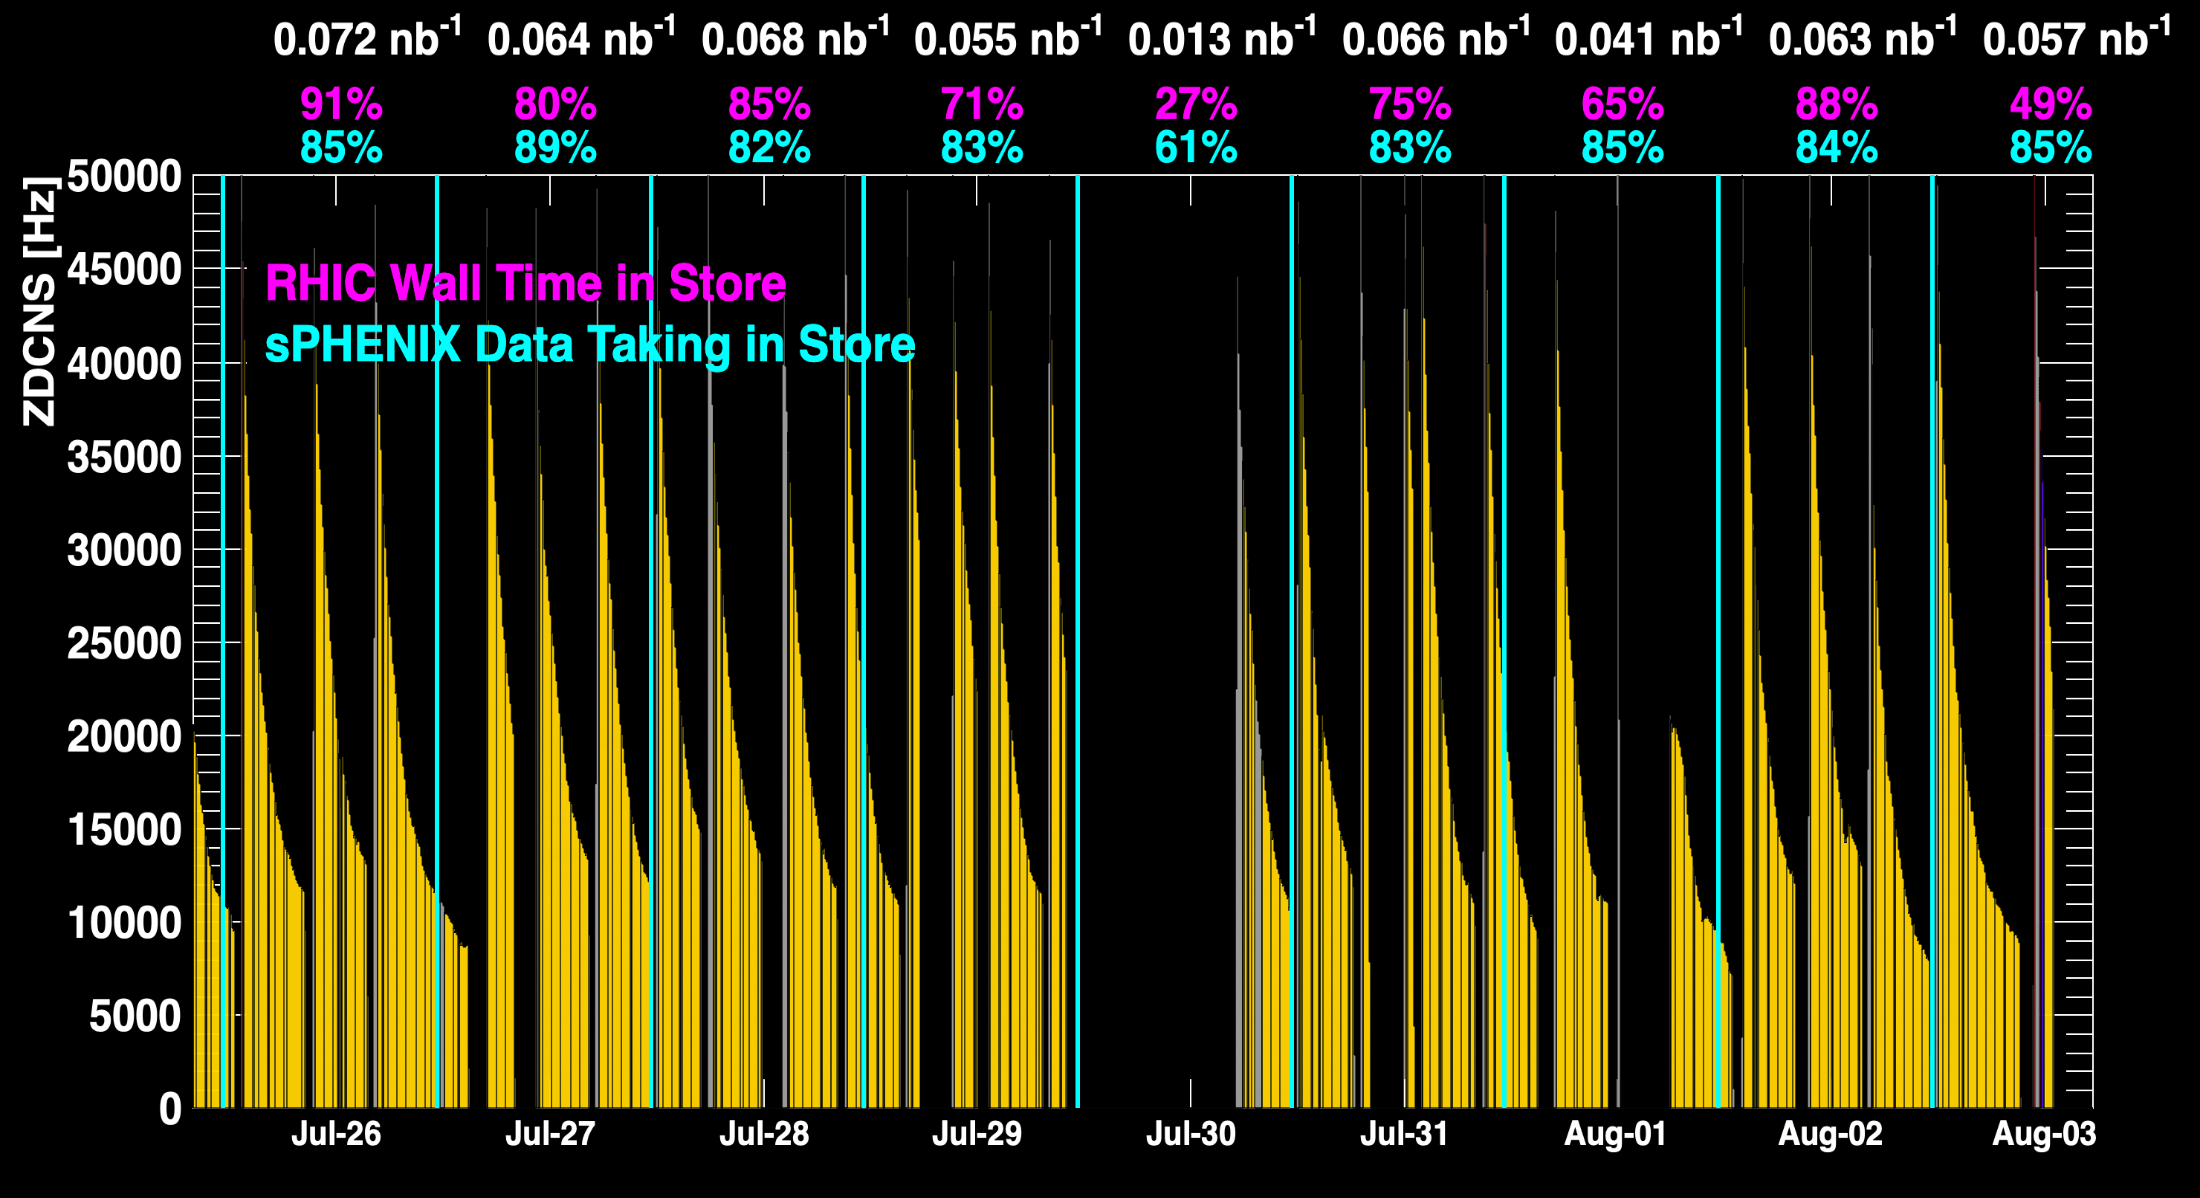 0.072 nb-1 0.064 nb-1 0.068 nb-1 0.055 nb-1 0.013 nb-1 0.066 nb-1 0.041 nb-1 0.063 nb-1 0.057 nb-1
91% 80% 85% 71% 27% 75% 65% 88% 49%
85% 89% 82% 83% 61% 83% 85% 84% 85%
ZDCNS [Hz]
50000
45000
RHIC Wall Time in Store
sPHENIX Data Taking in Store
40000
35000
30000
25000
20000
15000
10000
5000
0
Jul-26 Jul-27 Jul-28 Jul-29 Jul-30 Jul-31 Aug-01 Aug-02 Aug-03